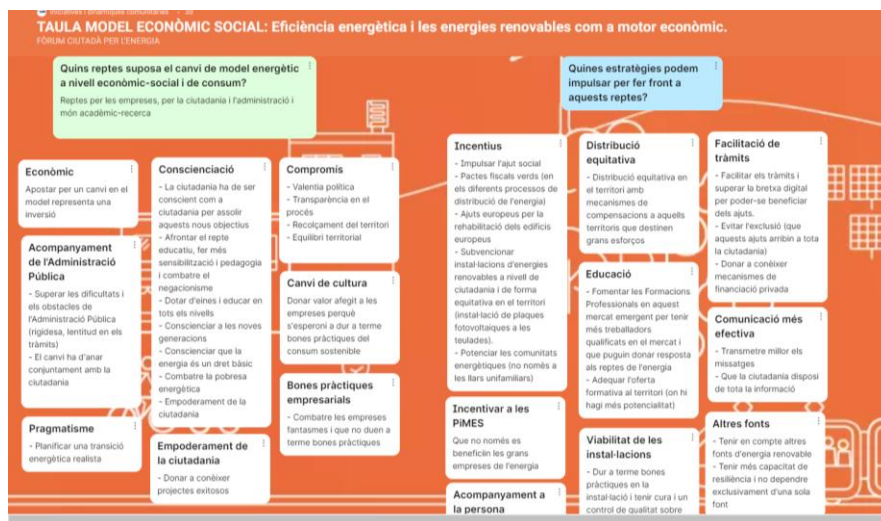 Iniciatives i dinàmiques comunitàries
TAULA MODEL ECONÒMIC SOCIAL: Eficiència energètica i les energies renovables com a motor econòmic.
FÒRUM CIUTADÀ PER L'ENERGIA
Quins reptes suposa el canvi de model energètic
a nivell econòmic-social i de consum?
Reptes per les empreses, per la ciutadania i l'administració i
món acadèmic-recerca
Econòmic
Apostar per un canvi en el
model representa una
inversió
Acompanyament
de l'Administració
Pública
- Superar les dificultats i
els obstacles de
l'Administració Pública
(rigidesa, lentitud en els
tràmits)
- El canvi ha d'anar
conjuntament amb la
ciutadania
Pragmatisme
- Planificar una transició
energètica realista
Conscienciació
- La ciutadania ha de ser
conscient com a
ciutadania per assolir
aquests nous objectius
- Afrontar el repte
educatiu, fer més
sensibilització i pedagogia
i combatre el
negacionisme
- Dotar d'eines i educar en
tots els nivells
- Conscienciar a les noves
generacions
- Conscienciar que la
energia és un dret bàsic
- Combatre la pobresa
energètica
- Empoderament de la
ciutadania
Empoderament de
la ciutadania
- Donar a conèixer
projectes exitosos
Compromís
- Valentia política
- Transparència en el
procés
- Recolçament del territori
- Equilibri territorial
Canvi de cultura
Donar valor afegit a les
empreses perquè
s'esperoni a dur a terme
bones pràctiques del
consum sostenible
Bones pràctiques
empresarials
- Combatre les empreses
fantasmes i que no duen a
terme bones pràctiques
Quines estratègies podem
impulsar per fer front a
aquests reptes?
Incentius
- Impulsar l'ajut social
- Pactes fiscals verds (en
els diferents processos de
distribució de l'energia)
- Ajuts europeus per la
rehabilitació dels edificis
europeus
- Subvencionar
instal·lacions d'energies
renovables a nivell de
ciutadania i de forma
equitativa en el territori
(instal·lació de plaques
fotovoltaiques a les
teulades).
- Potenciar les comunitats
energètiques (no només a
les llars unifamiliars)
Incentivar a les
PiMES
Que no només es
beneficiïn les grans
empreses de l'energia
Acompanyament a
la persona
Distribució
equitativa
- Distribució equitativa en
el territori amb
mecanismes de
compensacions a aquells
territoris que destinen
grans esforços
Educació
- Fomentar les Formacions
Professionals en aquest
mercat emergent per tenir
més treballadors
qualificats en el mercat i
que puguin donar resposta
als reptes de l'energia
- Adequar l'oferta
formativa al territori (on hi
hagi més potencialitat)
Viabilitat de les
instal·lacions
- Dur a terme bones
pràctiques en la
instal·lació i tenir cura i un
control de qualitat sobre
Facilitació de
tràmits
- Facilitar els tràmits i
superar la bretxa digital
per poder-se beneficiar
dels ajuts.
- Evitar l'exclusió (que
aquests ajuts arribin a tota
la ciutadania)
- Donar a conèixer
mecanismes de
financiació privada
Comunicació més
efectiva
- Transmetre millor els
missatges
- Que la ciutadania disposi
de tota la informació
Altres fonts
- Tenir en compte altres
fonts d'energia renovable
- Tenir més capacitat de
resiliència i no dependre
exclusivament d'una sola
font